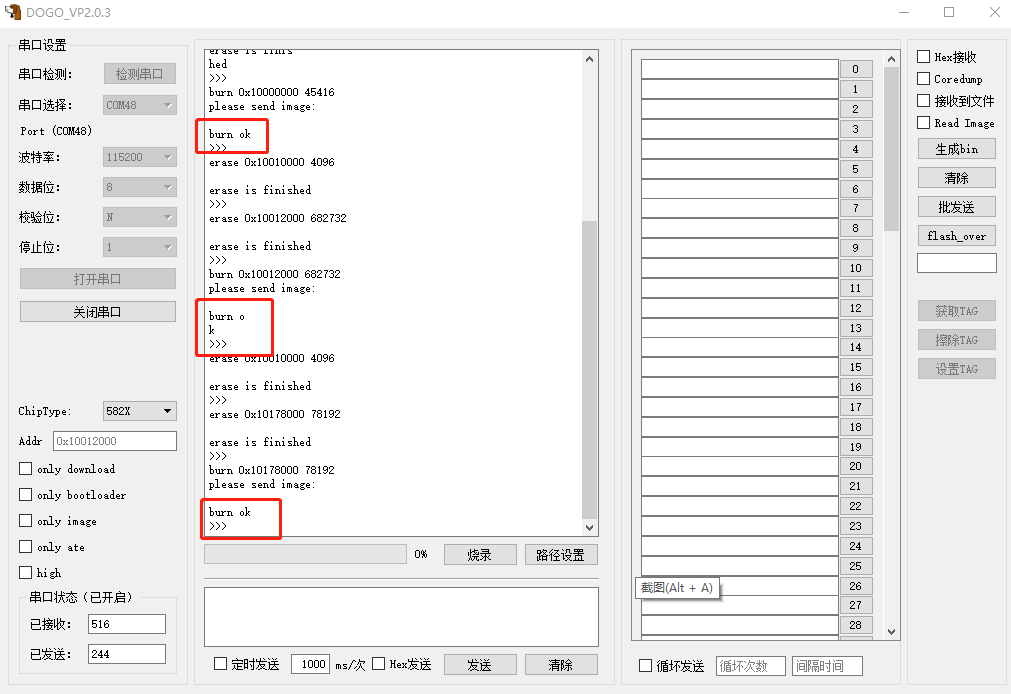 DOGO_VP2.0.3
串口设置
串口检测:
检测串口
串口选择:
COM48
Port (COM48)
波特率:
115200
数据位:
8
校验位:
N
停止位:
1
打开串口
关闭串口
ChipType:
582X
Addr
0x10012000
only download
only bootloader
only image
only ate
high
串口状态（已开启）
已接收:
516
已发送:
244
erase is finis
hed
>>>
burn 0x10000000 45416
please send image:
burn ok
>>>
erase 0x10010000 4096
erase is finished
>>>
erase 0x10012000 682732
erase is finished
>>>
burn 0x10012000 682732
please send image:
burn o
k
>>>
erase 0x10010000 4096
erase is finished
>>>
erase 0x10178000 78192
erase is finished
>>>
burn 0x10178000 78192
please send image:
burn ok
>>>
0%
烧录
路径设置
定时发送
1000
ms/次
Hex发送
发送
清除
0
1
2
3
4
5
6
7
8
9
10
11
12
13
14
15
16
17
18
19
20
21
22
23
24
25
26
27
28
截图(Alt + A)
循环发送
循环次数
间隔时间
Hex接收
Coredump
接收到文件
Read Image
生成bin
清除
批发送
flash_over
获取TAG
擦除TAG
设置TAG